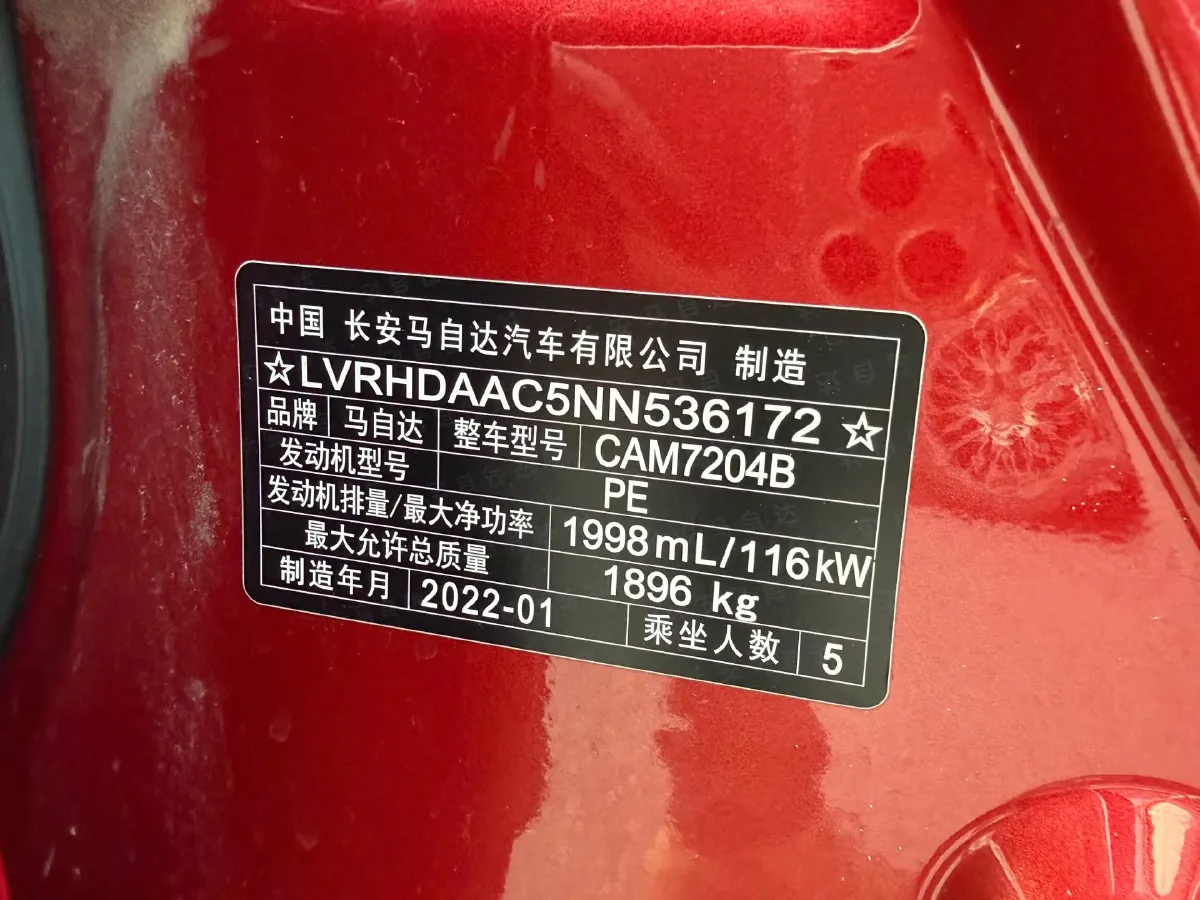 中国 长安马自达汽车有限公司 制造
☆LVRHDAAC5NN536172☆
品牌 马自达 整车型号 CAM7204B
发动机型号 PE
发动机排量/最大净功率 1998mL/116kW
最大允许总质量 1896 kg
制造年月 2022-01 乘坐人数 5